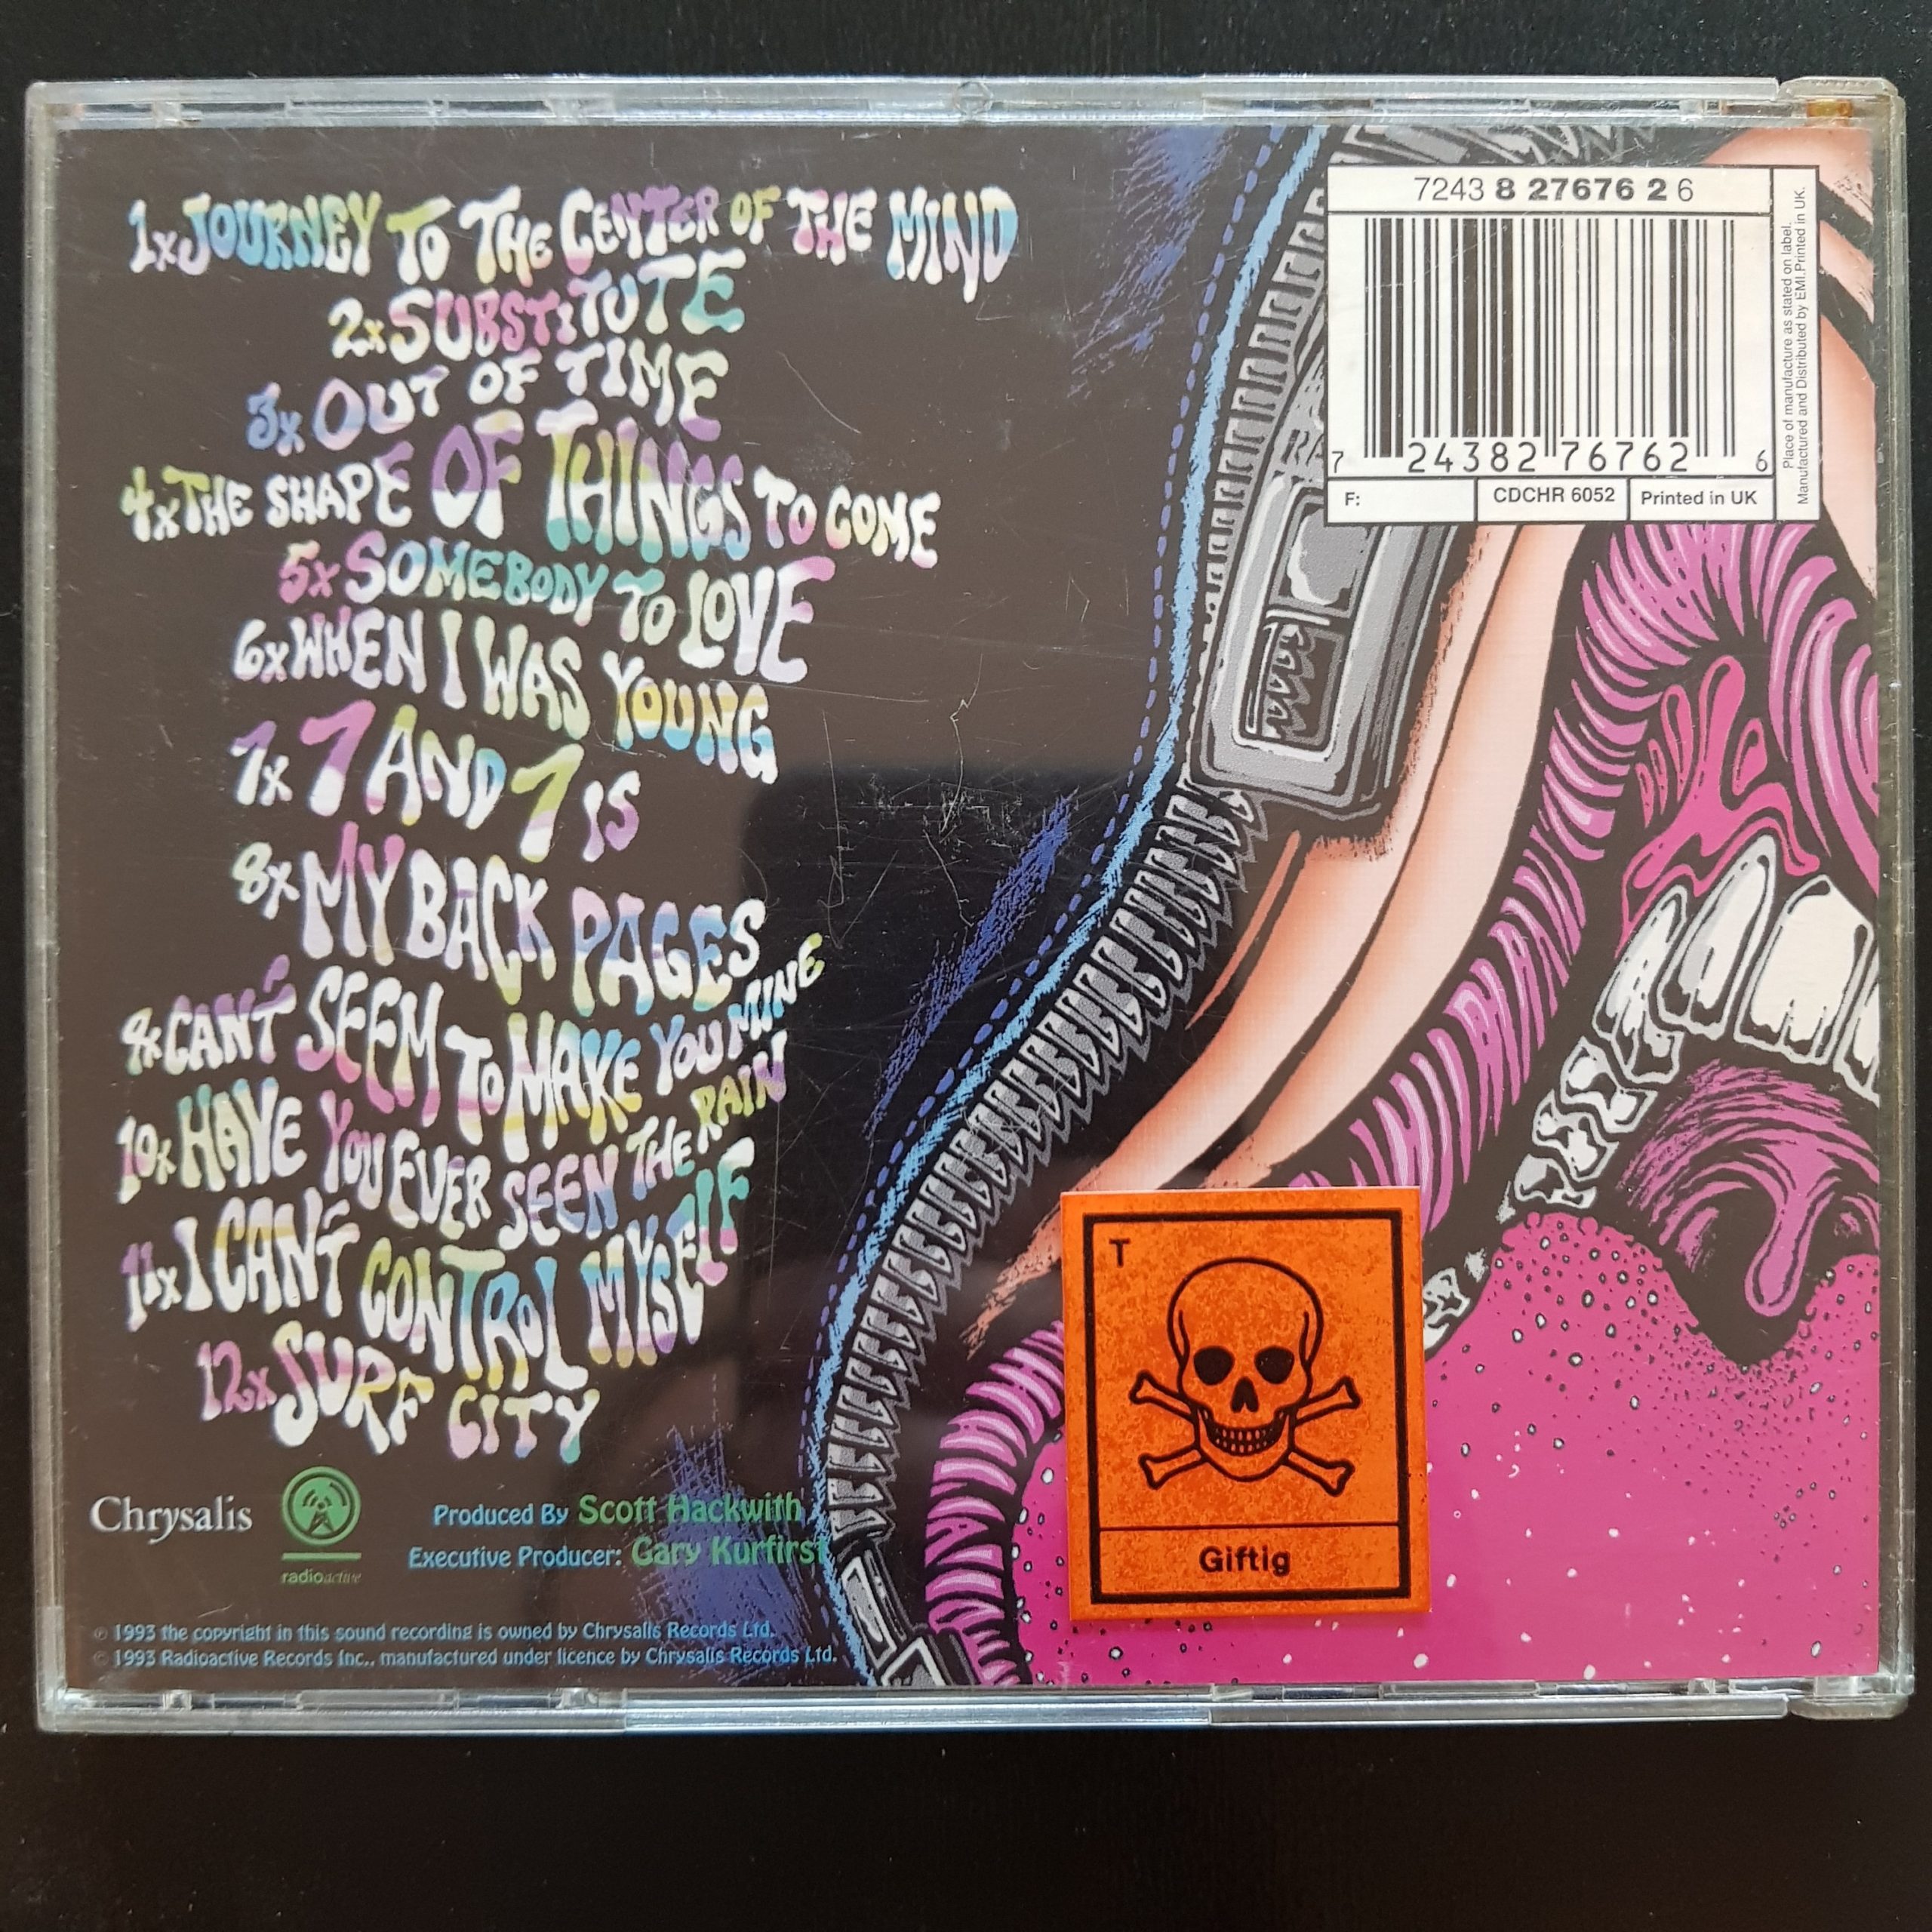 1x JOURNEY TO THE CENTER OF THE MIND
2x SUBSTITUTE
3x OUT OF TIME
4x THE SHAPE OF THINGS TO COME
5x SOMEBODY TO LOVE
6x WHEN I WAS YOUNG
7x 7 AND 7 IS
8x MY BACK PAGES
9x CAN'T SEEM TO MAKE YOU MINE
10x HAVE YOU EVER SEEN THE RAIN
11x I CAN'T CONTROL MYSELF
12x SURF CITY
Chrysalis
radioactive
Produced By Scott Hackwith
Executive Producer: Gary Kurfirst
℗ 1993 the copyright in this sound recording is owned by Chrysalis Records Ltd.
© 1993 Radioactive Records Inc., manufactured under licence by Chrysalis Records Ltd.
7243 8 27676 2 6
7 24382 76762 6
F:
CDCHR 6052
Printed in UK
Place of manufacture as stated on label.
Manufactured and Distributed by EMI. Printed in UK.
T
Giftig